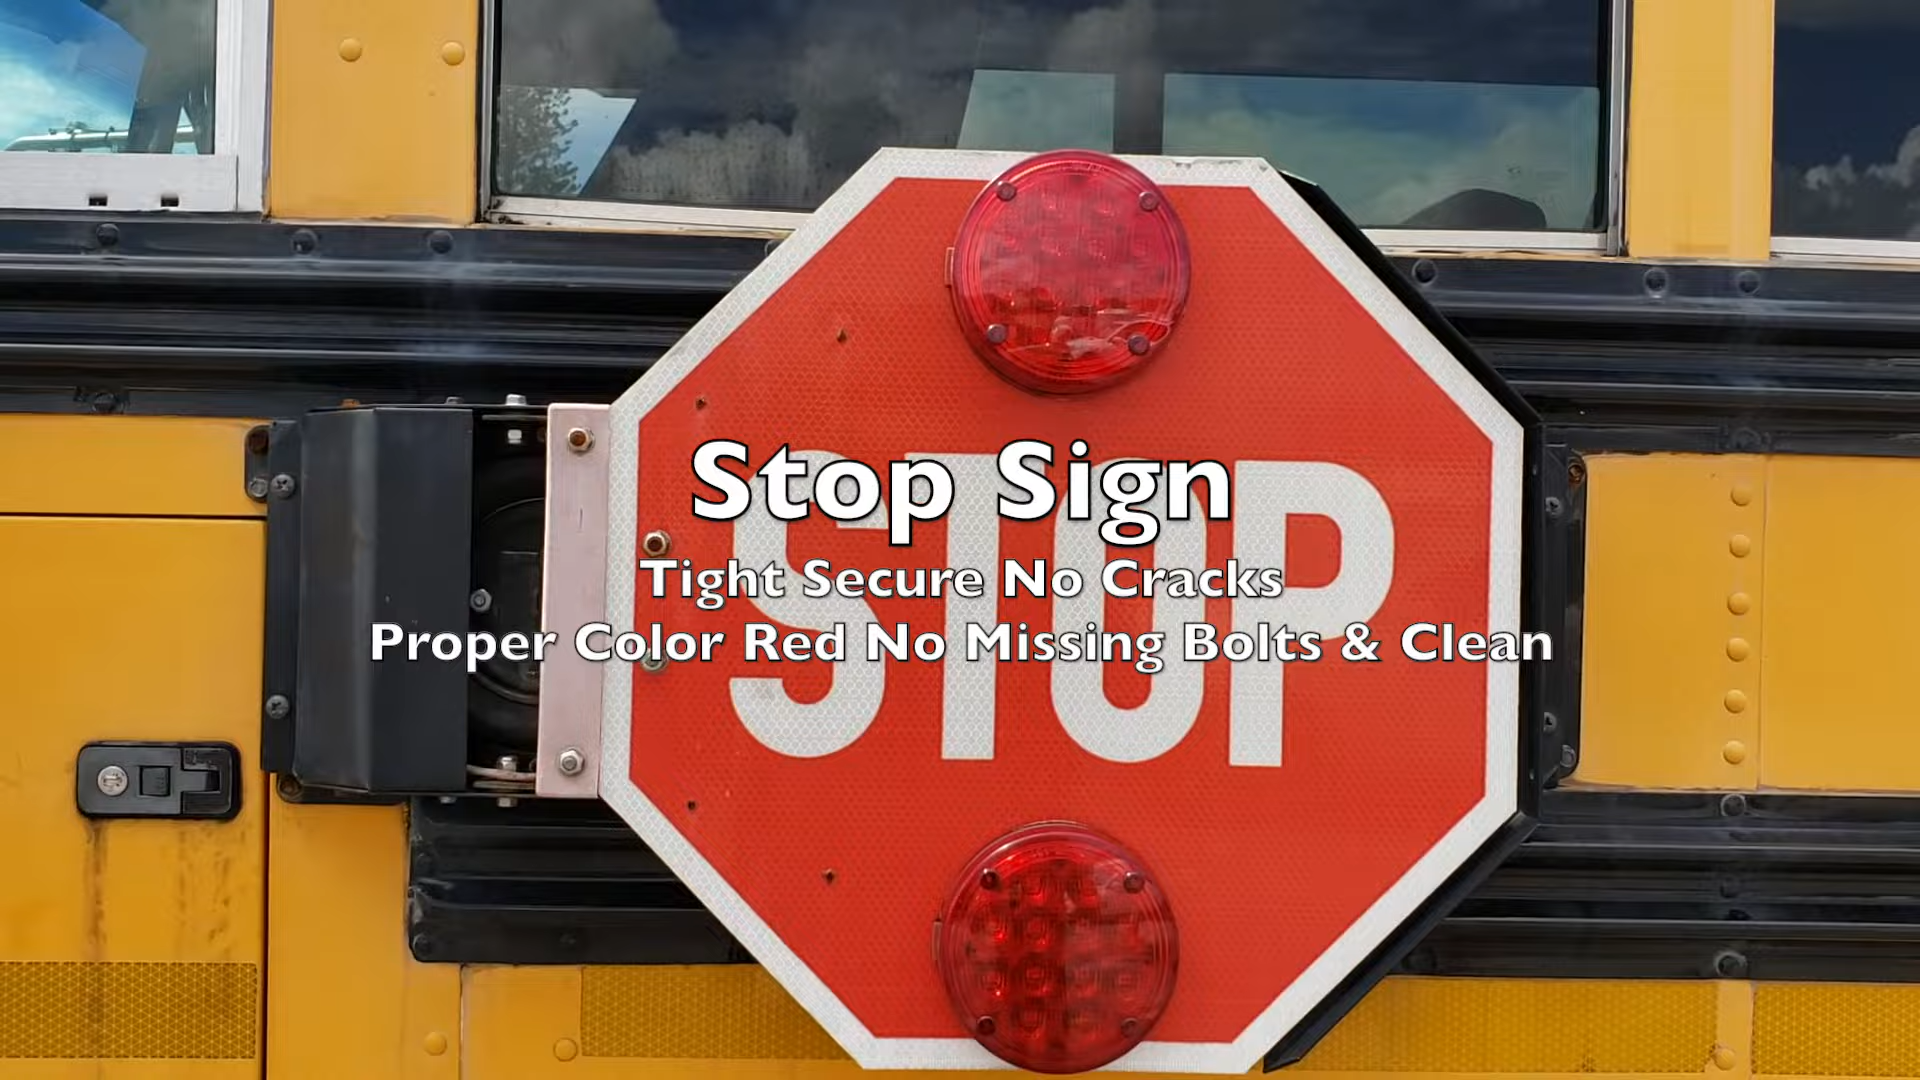 Stop Sign
STOP
Tight Secure No Cracks
Proper Color Red No Missing Bolts & Clean